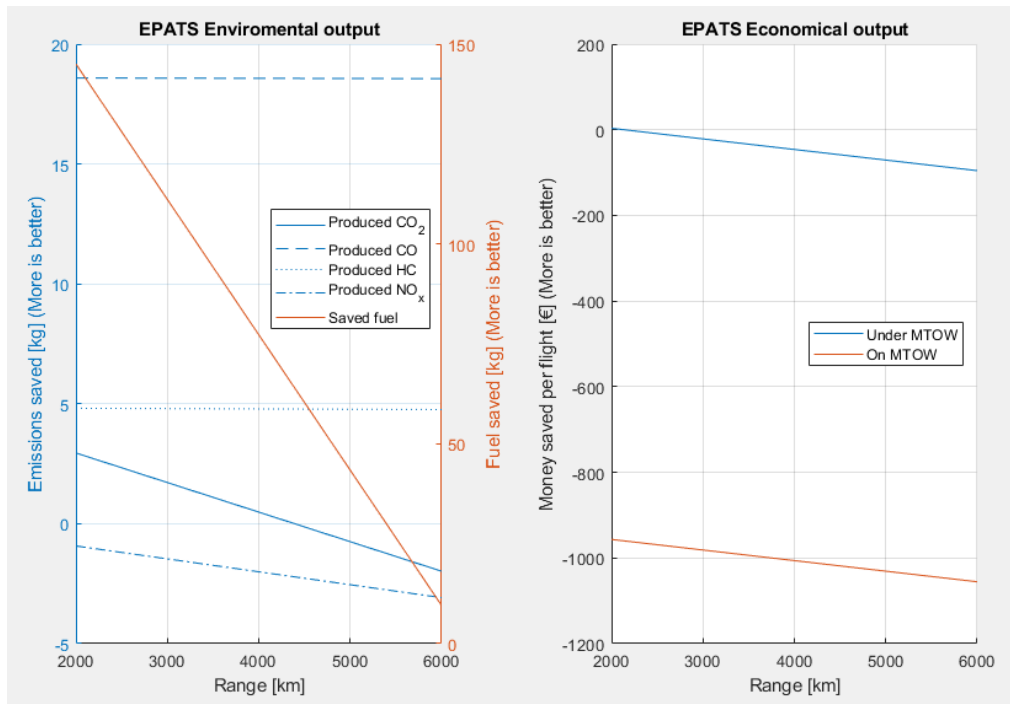 EPATS Enviromental output
20
15
10
5
0
-5
150
100
50
0
2000
3000
4000
5000
6000
Emissions saved [kg] (More is better)
Fuel saved [kg] (More is better)
Range [km]
Produced CO2
Produced CO
Produced HC
Produced NOx
Saved fuel
EPATS Economical output
200
0
-200
-400
-600
-800
-1000
-1200
2000
3000
4000
5000
6000
Money saved per flight [€] (More is better)
Range [km]
Under MTOW
On MTOW